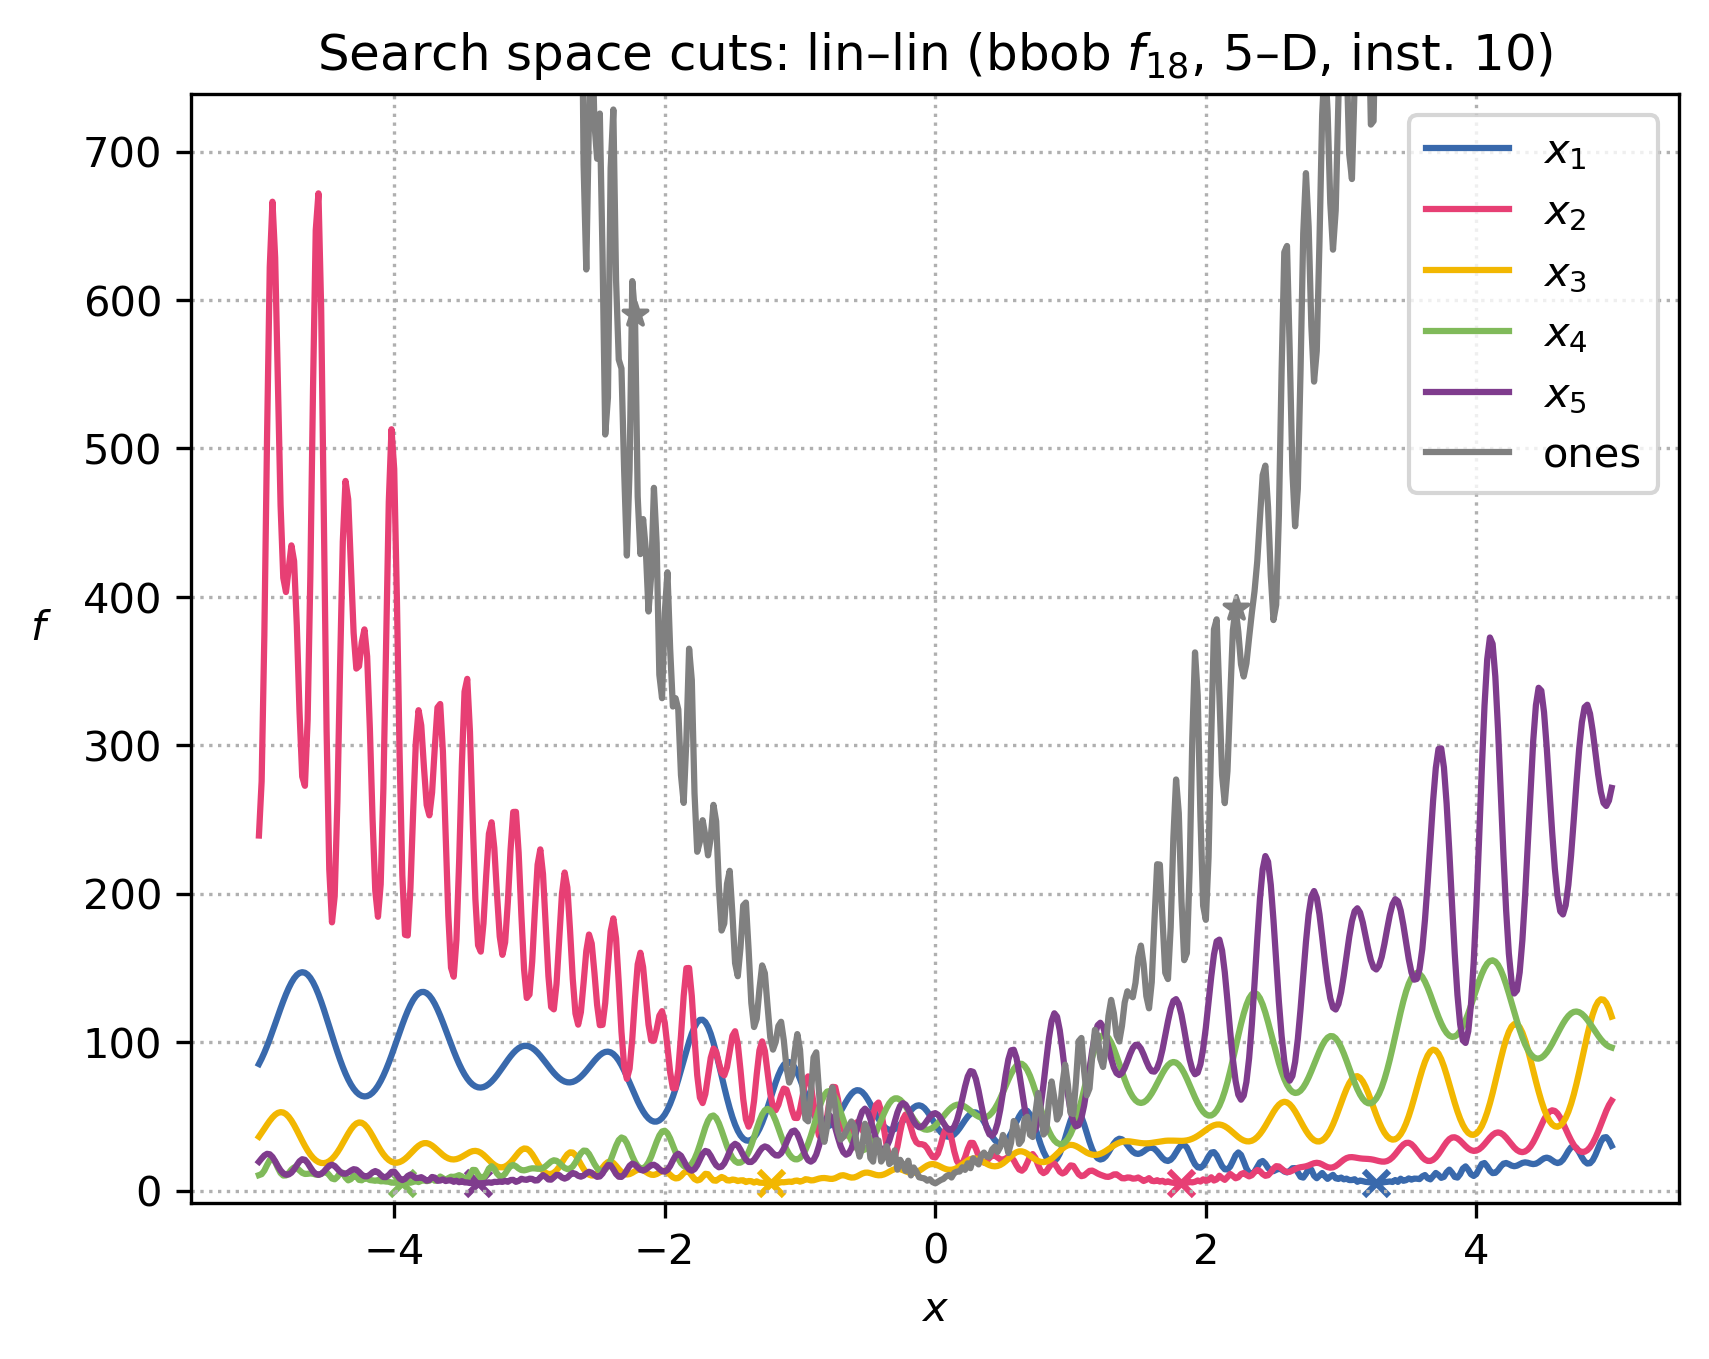 Search space cuts: lin–lin (bbob f₁₈, 5–D, inst. 10)
700
600
500
400
300
200
100
0
f
−4
−2
0
2
4
x
x₁
x₂
x₃
x₄
x₅
ones